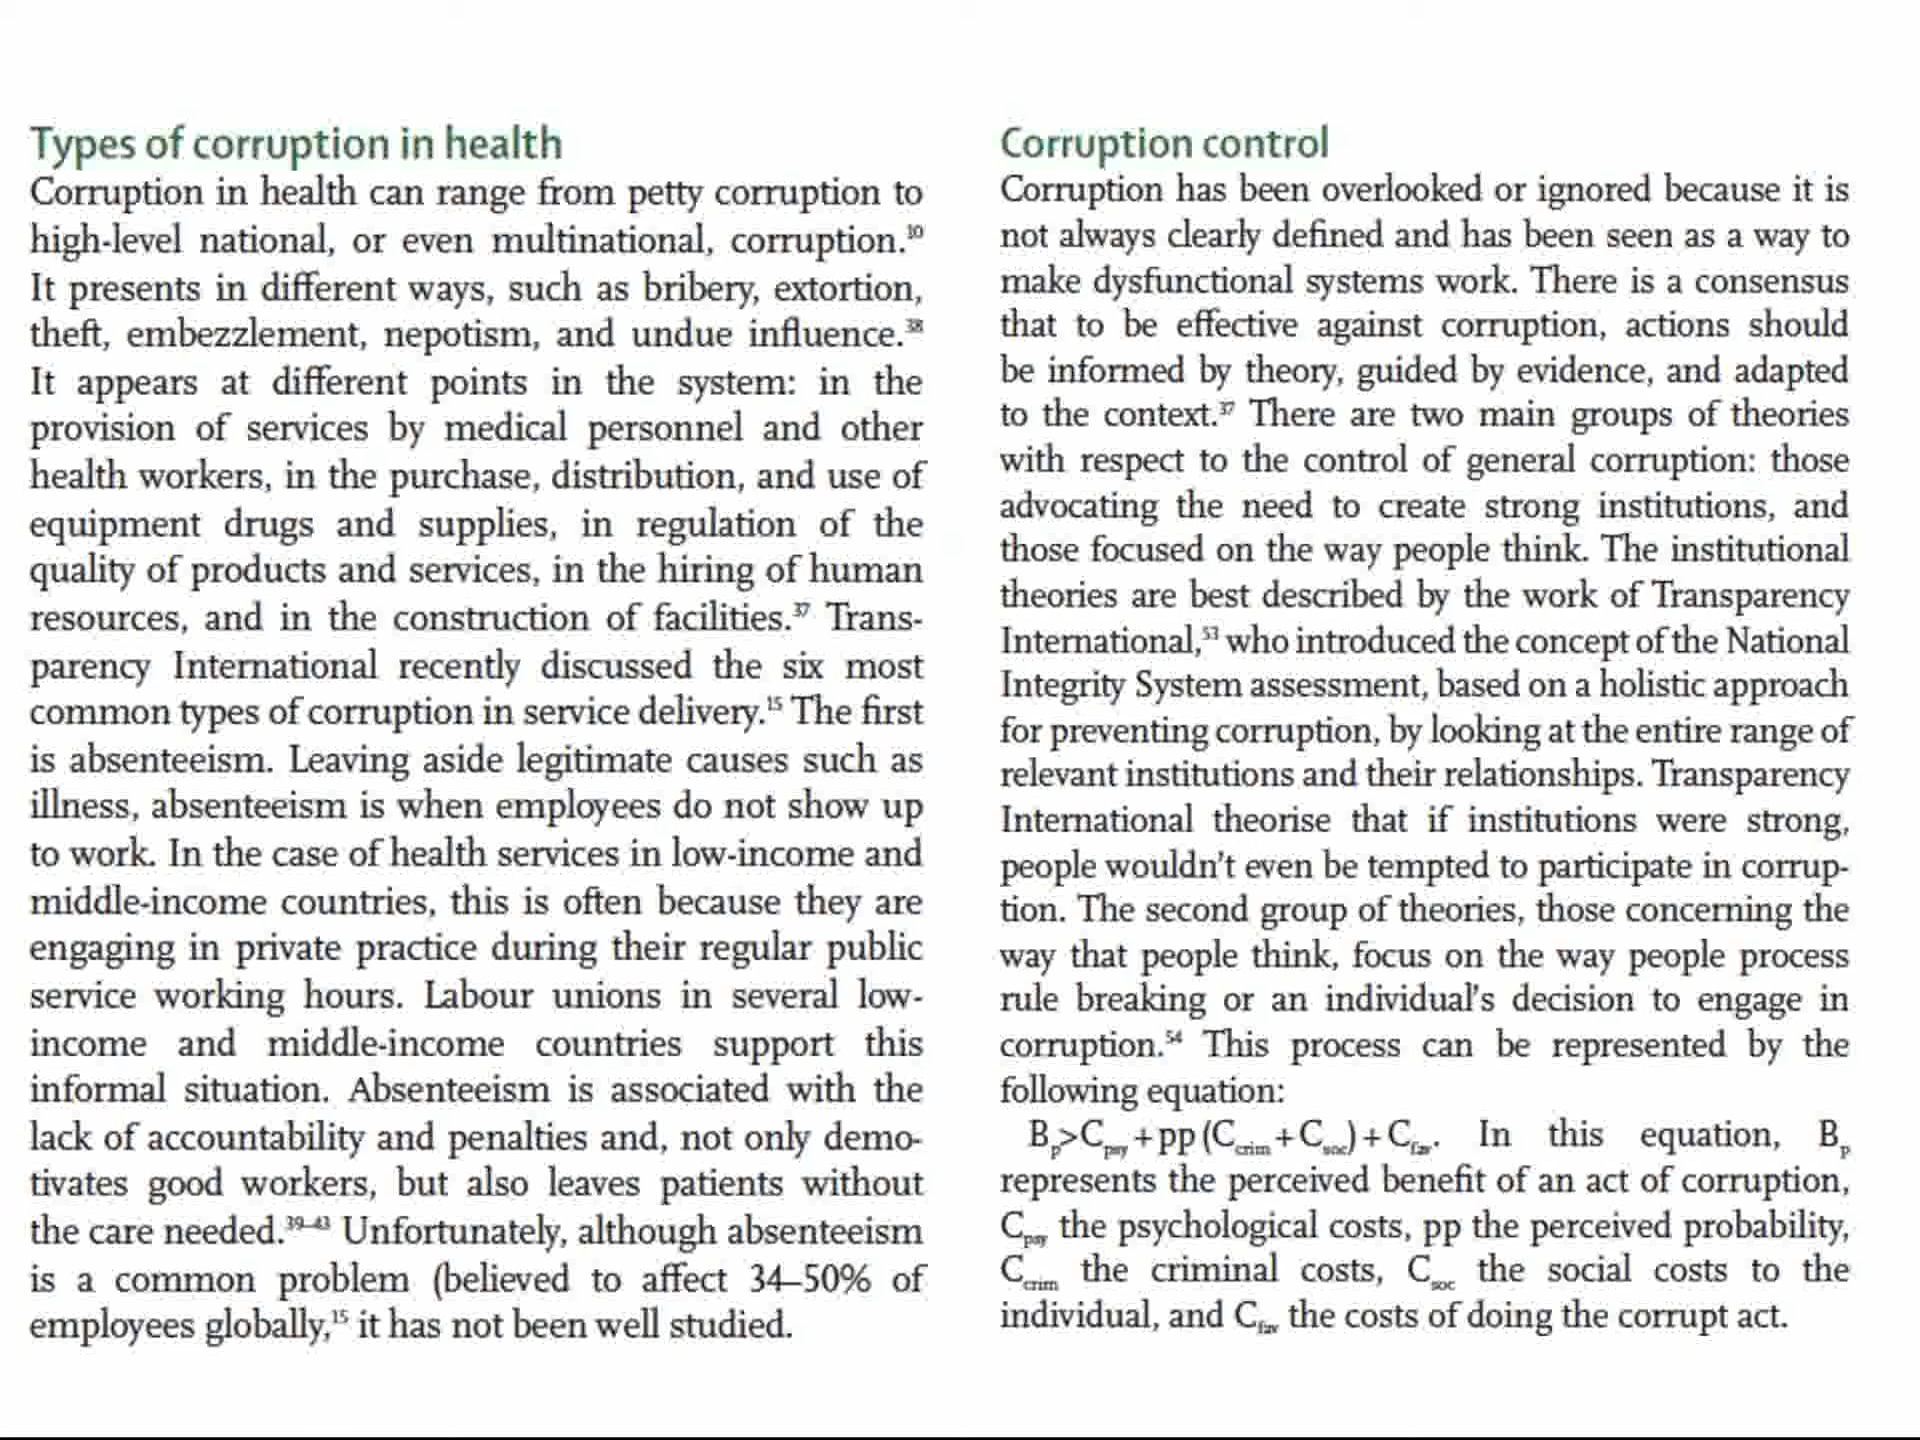 Types of corruption in health
Corruption in health can range from petty corruption to
high-level national, or even multinational, corruption.¹⁰
It presents in different ways, such as bribery, extortion,
theft, embezzlement, nepotism, and undue influence.³⁸
It appears at different points in the system: in the
provision of services by medical personnel and other
health workers, in the purchase, distribution, and use of
equipment drugs and supplies, in regulation of the
quality of products and services, in the hiring of human
resources, and in the construction of facilities.³⁷ Trans-
parency International recently discussed the six most
common types of corruption in service delivery.¹⁵ The first
is absenteeism. Leaving aside legitimate causes such as
illness, absenteeism is when employees do not show up
to work. In the case of health services in low-income and
middle-income countries, this is often because they are
engaging in private practice during their regular public
service working hours. Labour unions in several low-
income and middle-income countries support this
informal situation. Absenteeism is associated with the
lack of accountability and penalties and, not only demo-
tivates good workers, but also leaves patients without
the care needed.³⁹⁻⁴³ Unfortunately, although absenteeism
is a common problem (believed to affect 34–50% of
employees globally,¹⁵ it has not been well studied.
Corruption control
Corruption has been overlooked or ignored because it is
not always clearly defined and has been seen as a way to
make dysfunctional systems work. There is a consensus
that to be effective against corruption, actions should
be informed by theory, guided by evidence, and adapted
to the context.³⁷ There are two main groups of theories
with respect to the control of general corruption: those
advocating the need to create strong institutions, and
those focused on the way people think. The institutional
theories are best described by the work of Transparency
International,⁵³ who introduced the concept of the National
Integrity System assessment, based on a holistic approach
for preventing corruption, by looking at the entire range of
relevant institutions and their relationships. Transparency
International theorise that if institutions were strong,
people wouldn't even be tempted to participate in corrup-
tion. The second group of theories, those concerning the
way that people think, focus on the way people process
rule breaking or an individual's decision to engage in
corruption.⁵⁴ This process can be represented by the
following equation:
Bp>Cpsy+pp(Ccrim+Csoc)+Cfav. In this equation, Bp
represents the perceived benefit of an act of corruption,
Cpsy the psychological costs, pp the perceived probability,
Ccrim the criminal costs, Csoc the social costs to the
individual, and Cfav the costs of doing the corrupt act.